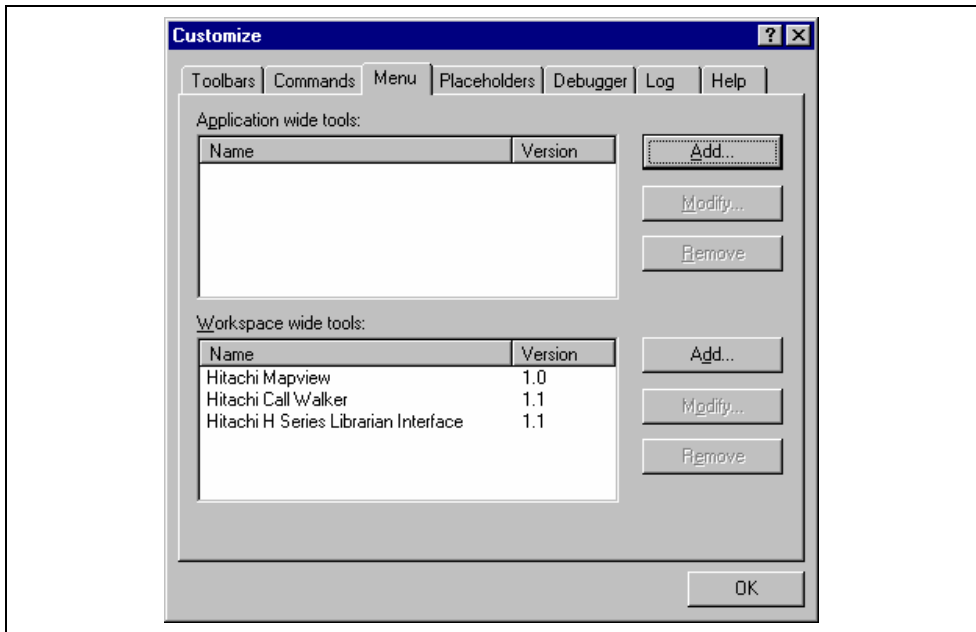 Customize
Toolbars Commands Menu Placeholders Debugger Log Help
Application wide tools:
Name Version Add...
Modify...
Remove
Workspace wide tools:
Name Version Add...
Hitachi Mapview 1.0
Hitachi Call Walker 1.1 Modify...
Hitachi H Series Librarian Interface 1.1
Remove
OK